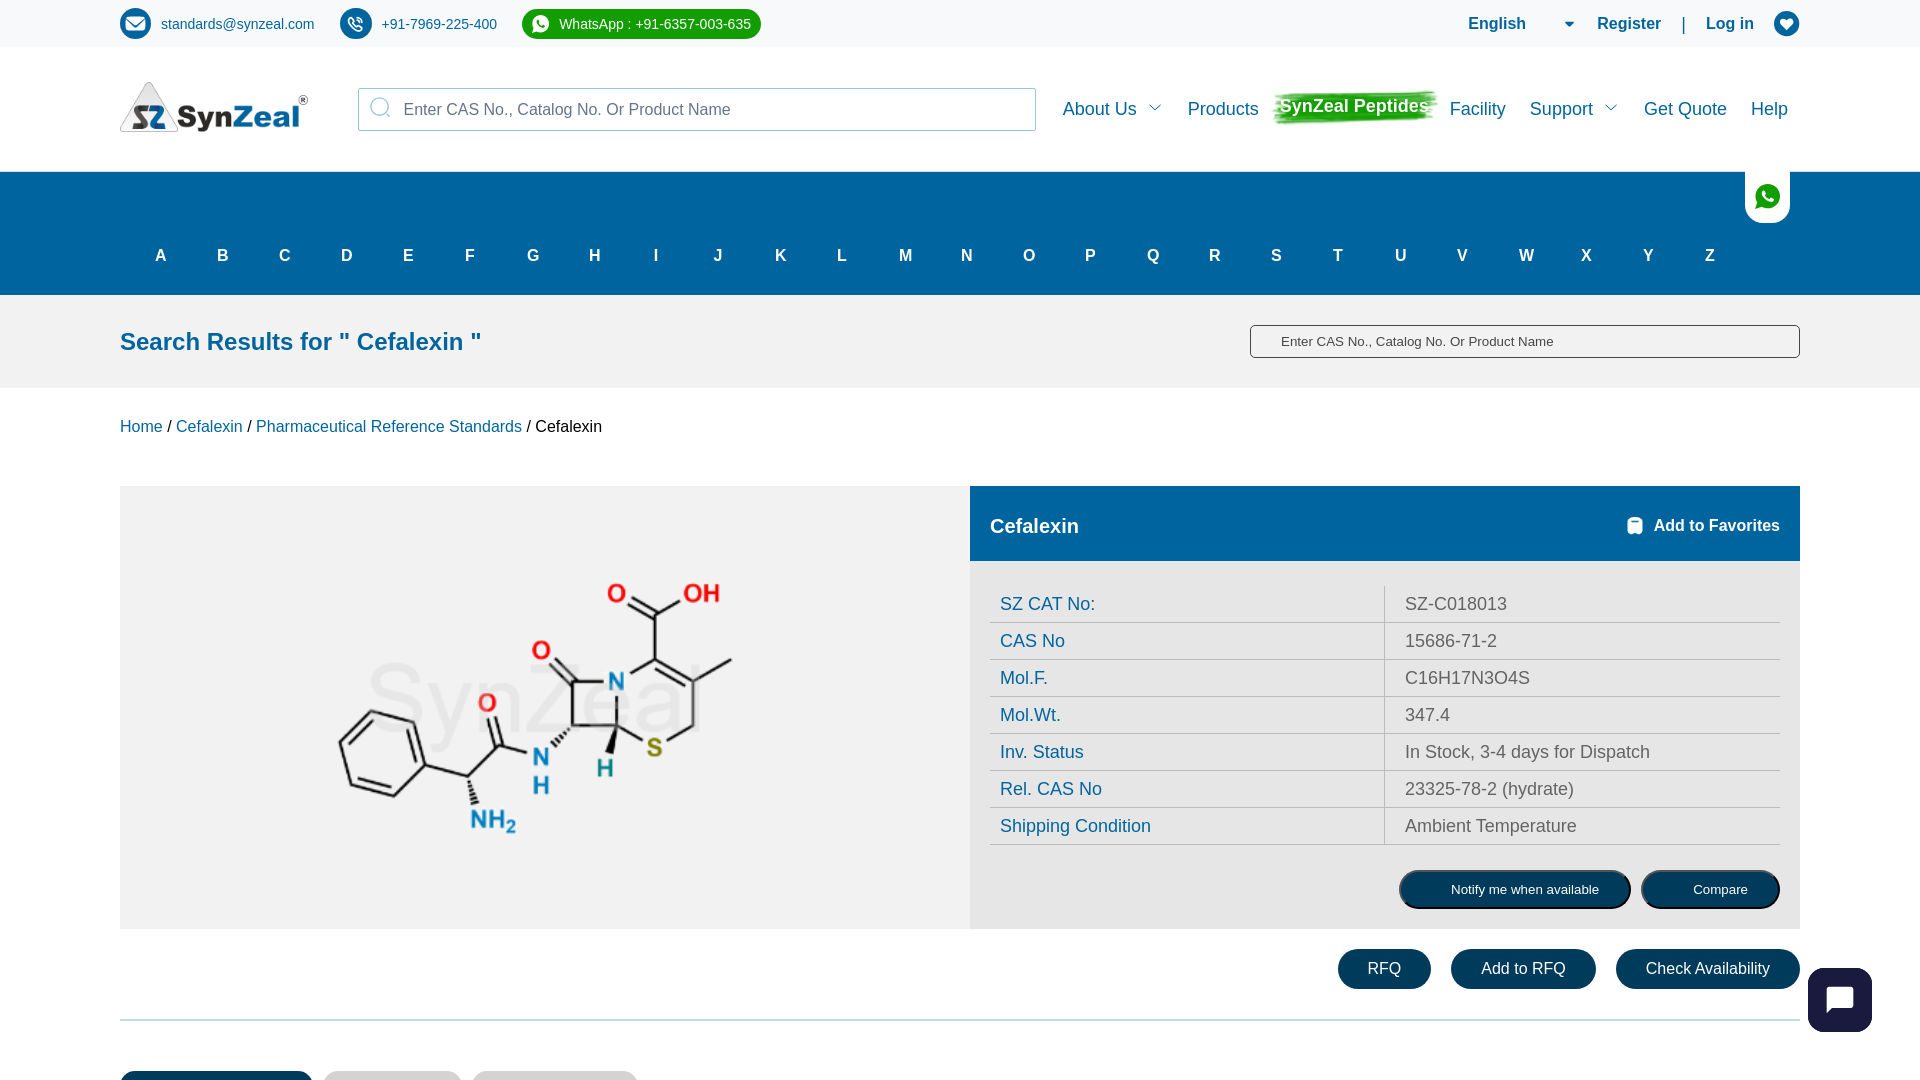 standards@synzeal.com +91-7969-225-400 WhatsApp : +91-6357-003-635 English Register | Log in
SZ SynZeal®
Enter CAS No., Catalog No. Or Product Name
About Us Products SynZeal Peptides Facility Support Get Quote Help
A B C D E F G H I J K L M N O P Q R S T U V W X Y Z
Search Results for " Cefalexin "
Enter CAS No., Catalog No. Or Product Name
Home / Cefalexin / Pharmaceutical Reference Standards / Cefalexin
SynZeal
O OH
O
N
O
N
H
H
S
NH2
Cefalexin
Add to Favorites
SZ CAT No: SZ-C018013
CAS No 15686-71-2
Mol.F. C16H17N3O4S
Mol.Wt. 347.4
Inv. Status In Stock, 3-4 days for Dispatch
Rel. CAS No 23325-78-2 (hydrate)
Shipping Condition Ambient Temperature
Notify me when available Compare
RFQ Add to RFQ Check Availability